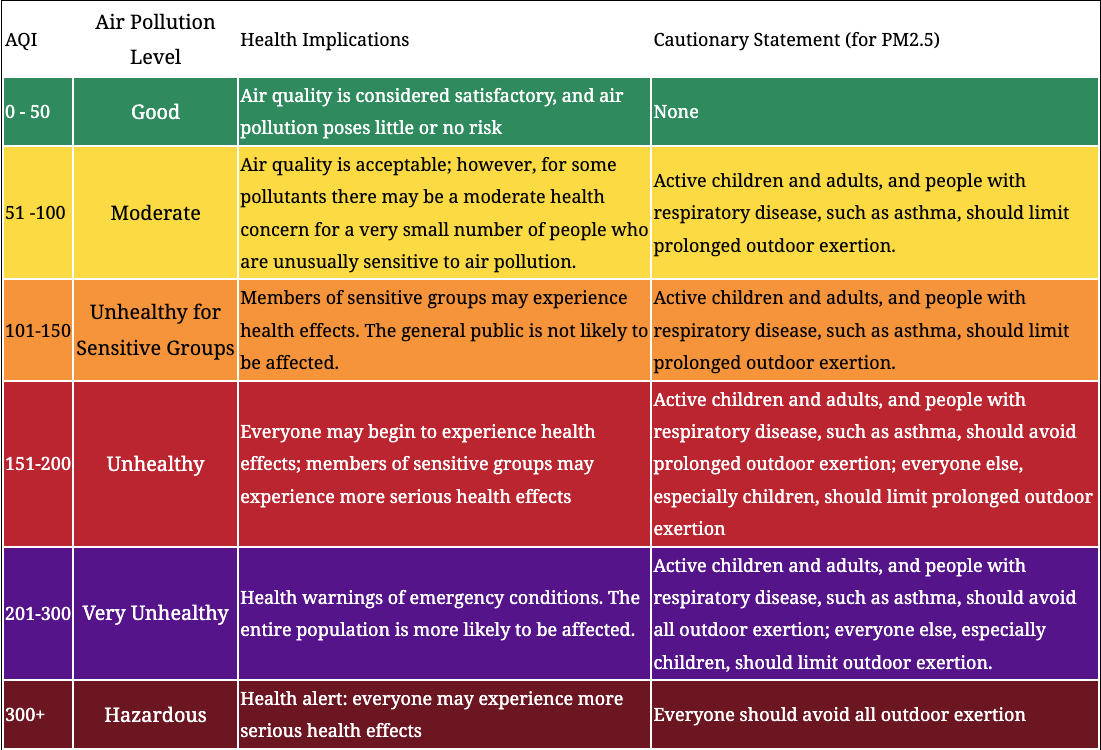 AQI
Air Pollution
Level
Health Implications
Cautionary Statement (for PM2.5)
0 - 50
Good
Air quality is considered satisfactory, and air
pollution poses little or no risk
None
51 -100
Moderate
Air quality is acceptable; however, for some
pollutants there may be a moderate health
concern for a very small number of people who
are unusually sensitive to air pollution.
Active children and adults, and people with
respiratory disease, such as asthma, should limit
prolonged outdoor exertion.
101-150
Unhealthy for
Sensitive Groups
Members of sensitive groups may experience
health effects. The general public is not likely to
be affected.
Active children and adults, and people with
respiratory disease, such as asthma, should limit
prolonged outdoor exertion.
151-200
Unhealthy
Everyone may begin to experience health
effects; members of sensitive groups may
experience more serious health effects
Active children and adults, and people with
respiratory disease, such as asthma, should avoid
prolonged outdoor exertion; everyone else,
especially children, should limit prolonged outdoor
exertion
201-300
Very Unhealthy
Health warnings of emergency conditions. The
entire population is more likely to be affected.
Active children and adults, and people with
respiratory disease, such as asthma, should avoid
all outdoor exertion; everyone else, especially
children, should limit outdoor exertion.
300+
Hazardous
Health alert: everyone may experience more
serious health effects
Everyone should avoid all outdoor exertion